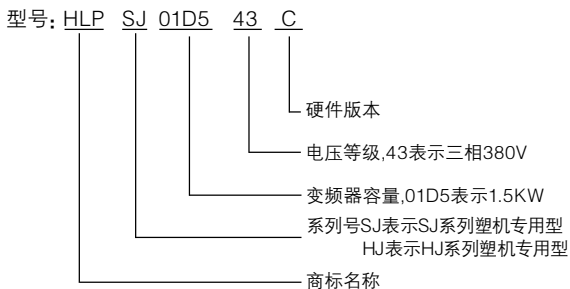 型号: HLP SJ 01D5 43 C
硬件版本
电压等级,43表示三相380V
变频器容量,01D5表示1.5KW
系列号SJ表示SJ系列塑机专用型
HJ表示HJ系列塑机专用型
商标名称